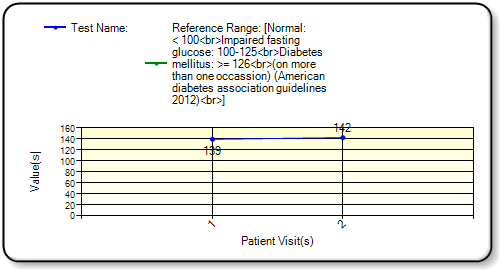 Test Name:
Reference Range: [Normal:
< 100<br>Impaired fasting
glucose: 100-125<br>Diabetes
mellitus: >= 126<br>(on more
than one occassion) (American
diabetes association guidelines
2012)<br>]
160
140
120
100
80
60
40
20
0
Value(s)
139
142
1
2
Patient Visit(s)